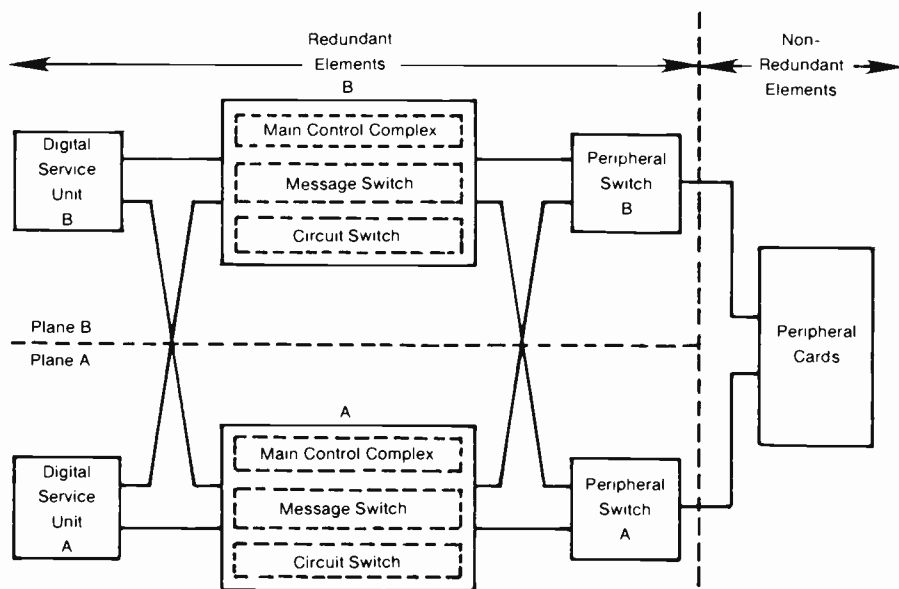 Redundant
Elements
Non-
Redundant
Elements
B
Digital
Service
Unit
B
Main Control Complex
Message Switch
Circuit Switch
Peripheral
Switch
B
Plane B
Plane A
Peripheral
Cards
A
Digital
Service
Unit
A
Main Control Complex
Message Switch
Circuit Switch
Peripheral
Switch
A